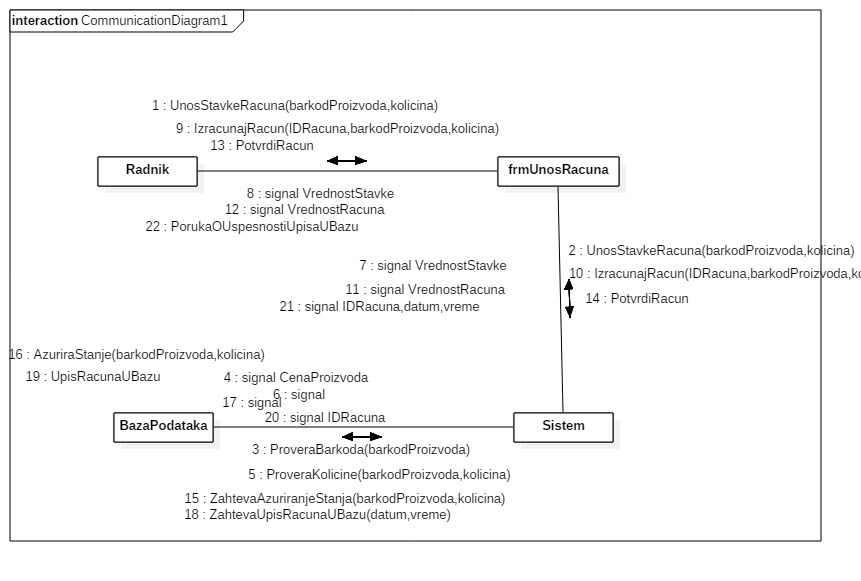 interaction CommunicationDiagram1
1 : UnosStavkeRacuna(barkodProizvoda,kolicina)
9 : IzracunajRacun(IDRacuna,barkodProizvoda,kolicina)
13 : PotvrdiRacun
Radnik
frmUnosRacuna
8 : signal VrednostStavke
12 : signal VrednostRacuna
22 : PorukaOUspesnostiUpisaUBazu
2 : UnosStavkeRacuna(barkodProizvoda,kolicina)
7 : signal VrednostStavke
10 : IzracunajRacun(IDRacuna,barkodProizvoda,ko
11 : signal VrednostRacuna
14 : PotvrdiRacun
21 : signal IDRacuna,datum,vreme
16 : AzuriraStanje(barkodProizvoda,kolicina)
19 : UpisRacunaUBazu
4 : signal CenaProizvoda
6 : signal
17 : signal
20 : signal IDRacuna
BazaPodataka
Sistem
3 : ProveraBarkoda(barkodProizvoda)
5 : ProveraKolicine(barkodProizvoda,kolicina)
15 : ZahtevaAzuriranjeStanja(barkodProizvoda,kolicina)
18 : ZahtevaUpisRacunaUBazu(datum,vreme)